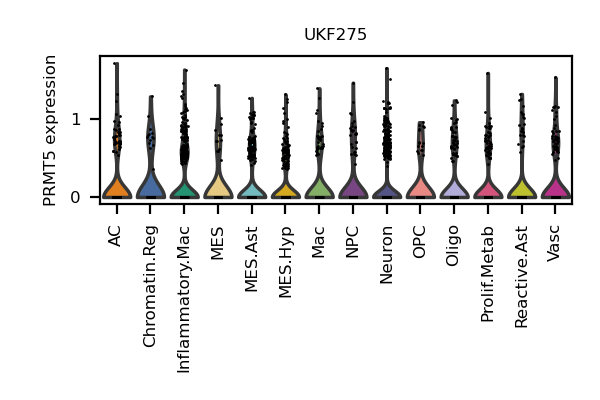 UKF275
PRMT5 expression
1
0
AC
Chromatin.Reg
Inflammatory.Mac
MES
MES.Ast
MES.Hyp
Mac
NPC
Neuron
OPC
Oligo
Prolif.Metab
Reactive.Ast
Vasc